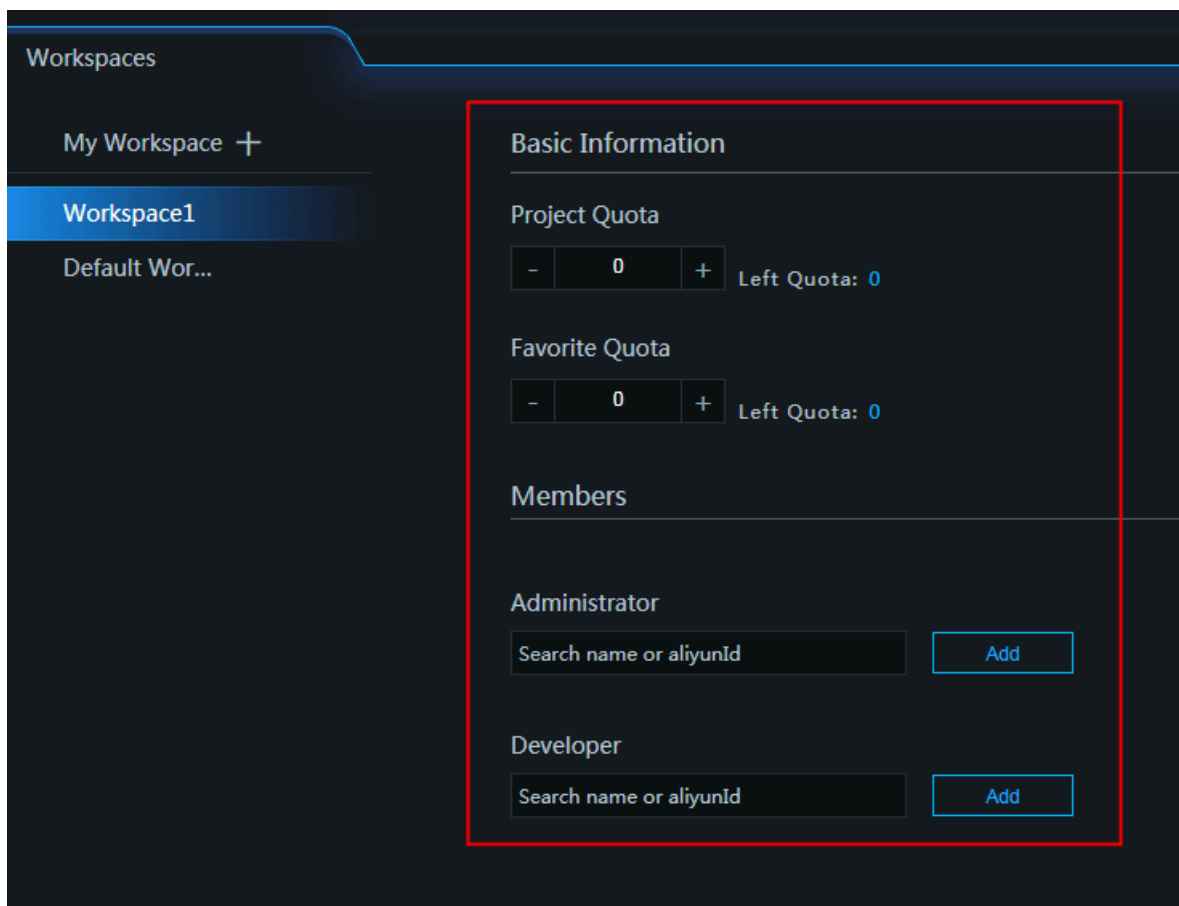 Workspaces
My Workspace +
Workspace1
Default Wor...
Basic Information
Project Quota
- 0 + Left Quota: 0
Favorite Quota
- 0 + Left Quota: 0
Members
Administrator
Search name or aliyunId Add
Developer
Search name or aliyunId Add